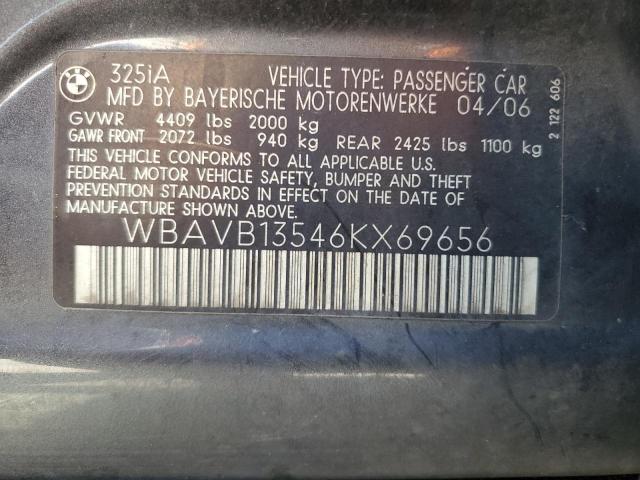 BMW
325iA VEHICLE TYPE: PASSENGER CAR
MFD BY BAYERISCHE MOTORENWERKE 04/06
GVWR 4409 lbs 2000 kg
GAWR FRONT 2072 lbs 940 kg REAR 2425 lbs 1100 kg
THIS VEHICLE CONFORMS TO ALL APPLICABLE U.S.
FEDERAL MOTOR VEHICLE SAFETY, BUMPER AND THEFT
PREVENTION STANDARDS IN EFFECT ON THE DATE OF
MANUFACTURE SHOWN ABOVE.
WBAVB13546KX69656
2 122 606